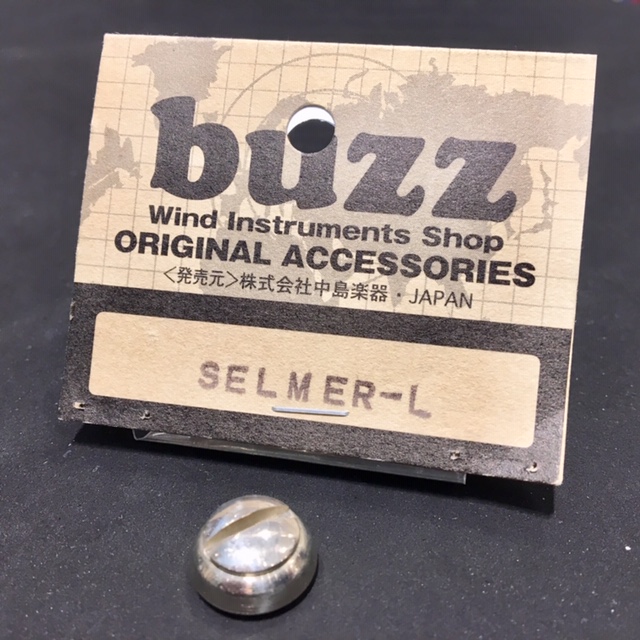 buzz
Wind Instruments Shop
ORIGINAL ACCESSORIES
＜発売元＞株式会社中島楽器・JAPAN
SELMER-L